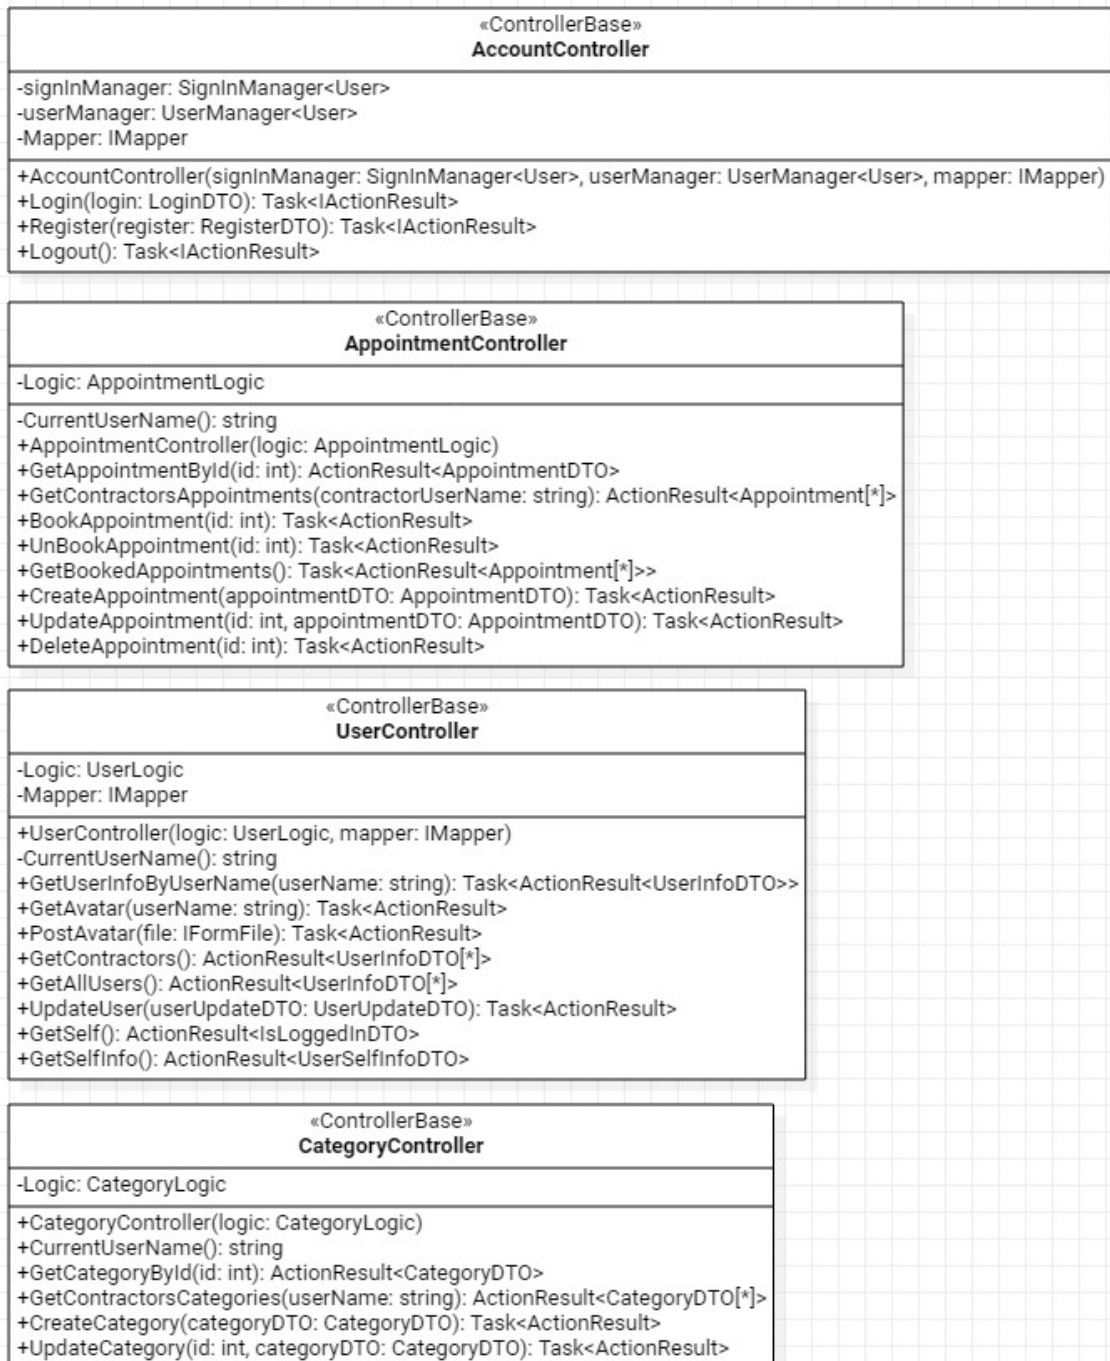 «ControllerBase»
AccountController
-signInManager: SignInManager<User>
-userManager: UserManager<User>
-Mapper: IMapper
+AccountController(signInManager: SignInManager<User>, userManager: UserManager<User>, mapper: IMapper)
+Login(login: LoginDTO): Task<IActionResult>
+Register(register: RegisterDTO): Task<IActionResult>
+Logout(): Task<IActionResult>
«ControllerBase»
AppointmentController
-Logic: AppointmentLogic
-CurrentUserName(): string
+AppointmentController(logic: AppointmentLogic)
+GetAppointmentById(id: int): ActionResult<AppointmentDTO>
+GetContractorsAppointments(contractorUserName: string): ActionResult<Appointment[*]>
+BookAppointment(id: int): Task<ActionResult>
+UnBookAppointment(id: int): Task<ActionResult>
+GetBookedAppointments(): Task<ActionResult<Appointment[*]>>
+CreateAppointment(appointmentDTO: AppointmentDTO): Task<ActionResult>
+UpdateAppointment(id: int, appointmentDTO: AppointmentDTO): Task<ActionResult>
+DeleteAppointment(id: int): Task<ActionResult>
«ControllerBase»
UserController
-Logic: UserLogic
-Mapper: IMapper
+UserController(logic: UserLogic, mapper: IMapper)
-CurrentUserName(): string
+GetUserInfoByUserName(userName: string): Task<ActionResult<UserInfoDTO>>
+GetAvatar(userName: string): Task<ActionResult>
+PostAvatar(file: IFormFile): Task<ActionResult>
+GetContractors(): ActionResult<UserInfoDTO[*]>
+GetAllUsers(): ActionResult<UserInfoDTO[*]>
+UpdateUser(userUpdateDTO: UserUpdateDTO): Task<ActionResult>
+GetSelf(): ActionResult<IsLoggedInDTO>
+GetSelfInfo(): ActionResult<UserSelfInfoDTO>
«ControllerBase»
CategoryController
-Logic: CategoryLogic
+CategoryController(logic: CategoryLogic)
+CurrentUserName(): string
+GetCategoryById(id: int): ActionResult<CategoryDTO>
+GetContractorsCategories(userName: string): ActionResult<CategoryDTO[*]>
+CreateCategory(categoryDTO: CategoryDTO): Task<ActionResult>
+UpdateCategory(id: int, categoryDTO: CategoryDTO): Task<ActionResult>